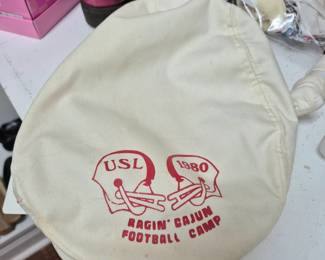 USL 1980
RAGIN' CAJUN
FOOTBALL CAMP